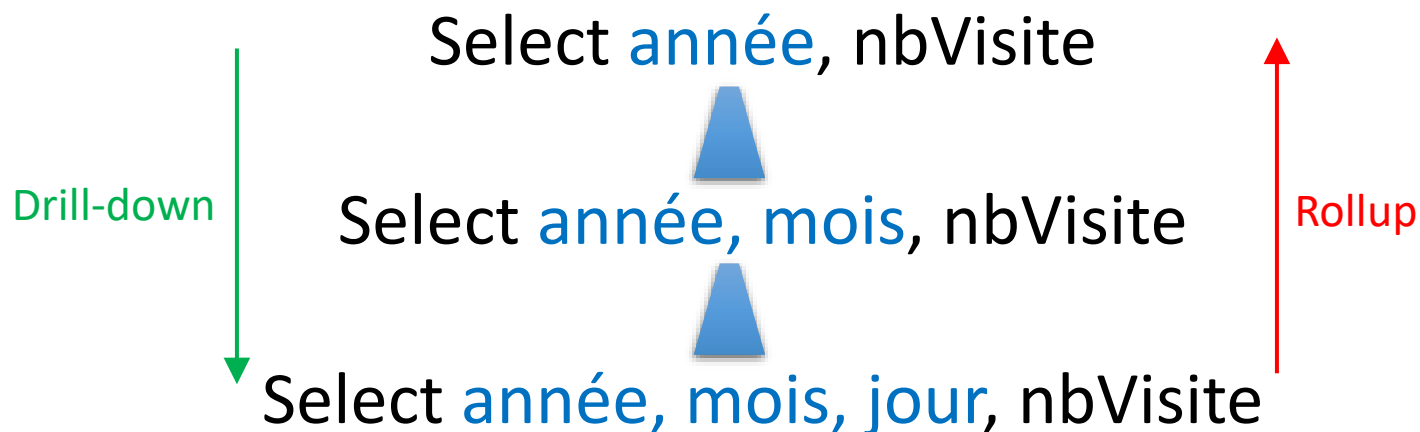 Select année, nbVisite
Drill-down
Select année, mois, nbVisite
Rollup
Select année, mois, jour, nbVisite